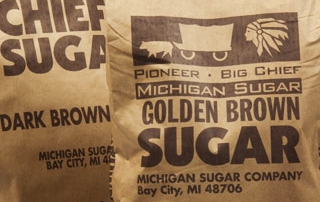 CHIEF
SUGA
DARK BROWN
MICHIGAN SUGAR
BAY CITY, MI 4
PIONEER · BIG CHIEF
MICHIGAN SUGAR
GOLDEN BROWN
SUGAR
MICHIGAN SUGAR COMPANY
Bay City, MI 48706